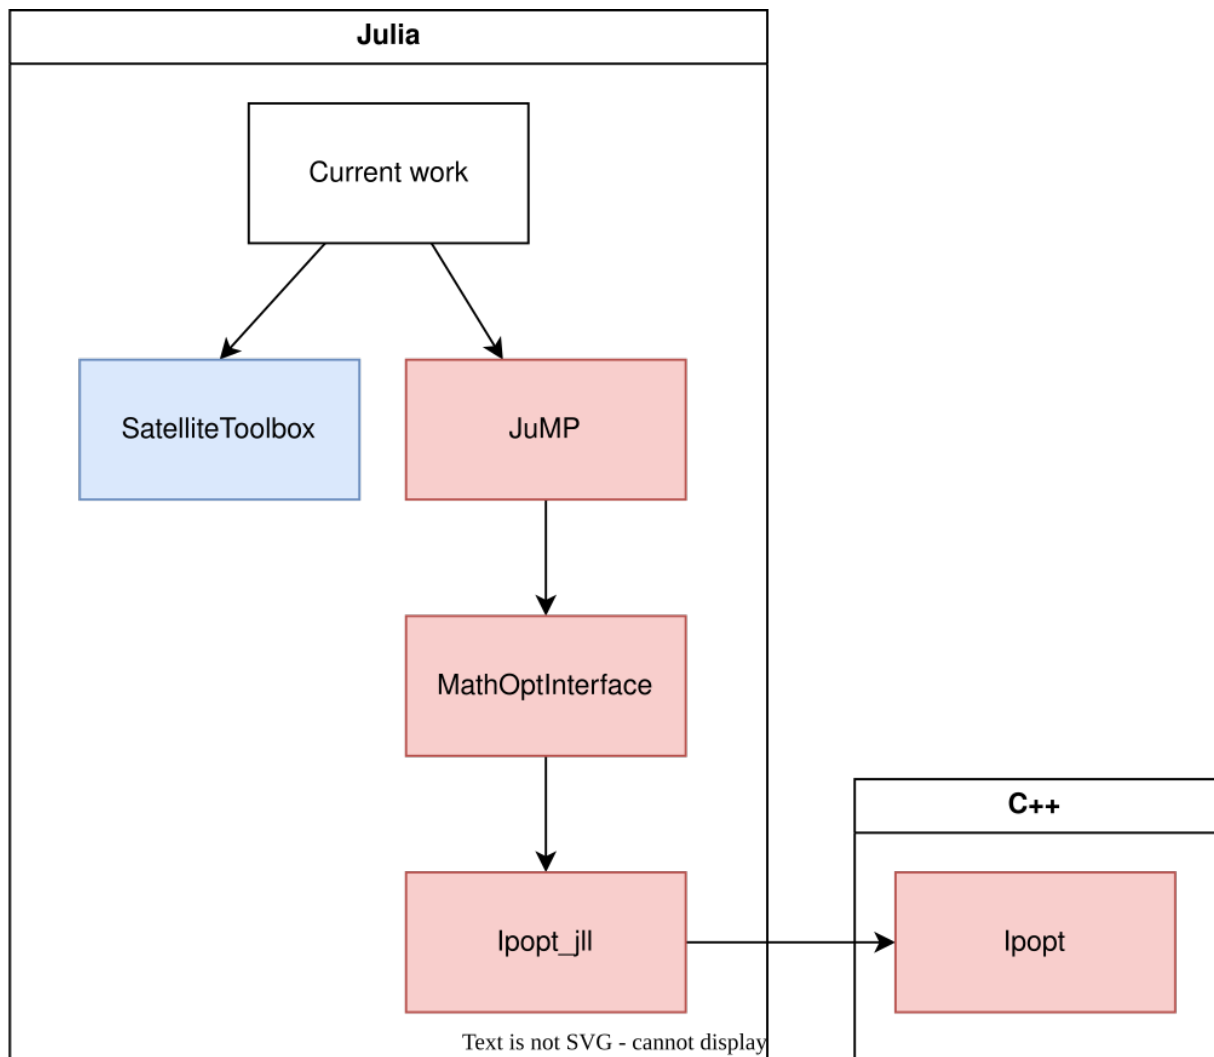 Julia
Current work
SatelliteToolbox
JuMP
MathOptInterface
C++
Ipopt_jll
Ipopt
Text is not SVG - cannot display